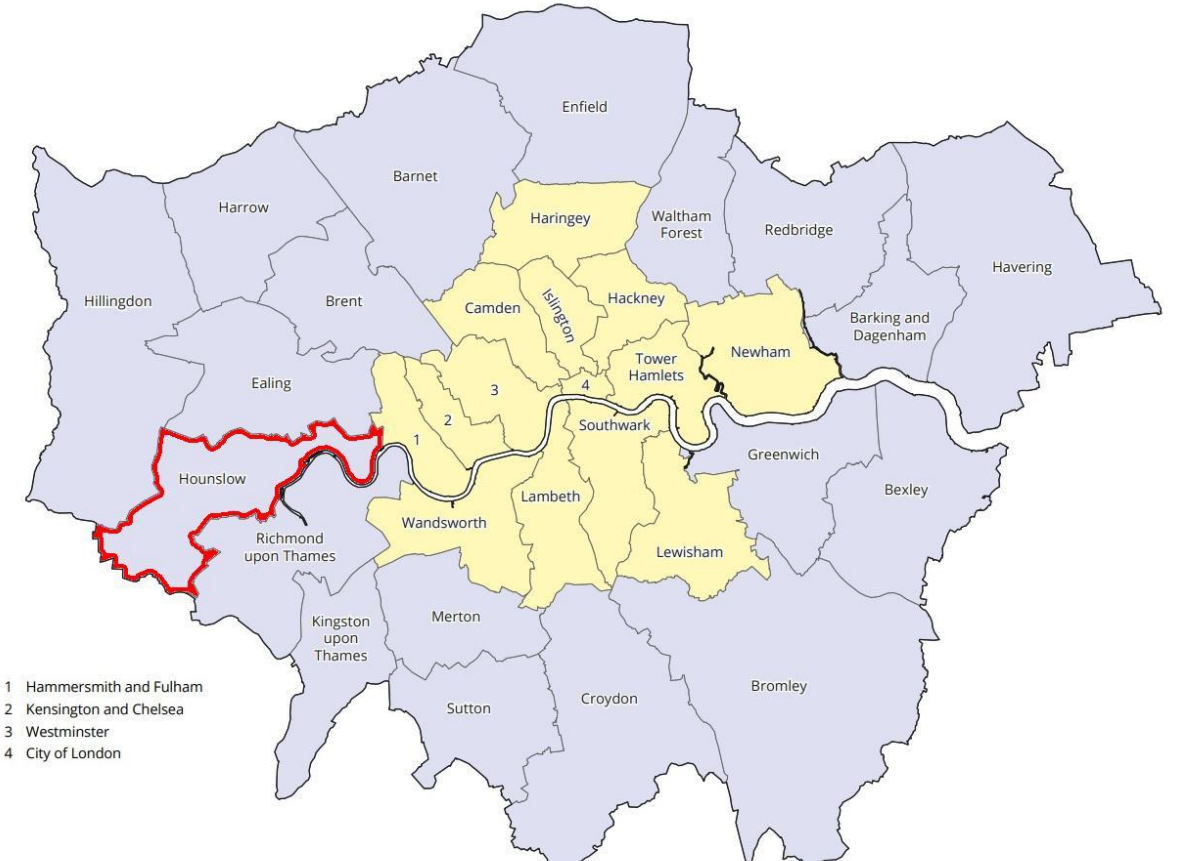 Enfield
Barnet
Harrow
Haringey
Waltham
Forest
Redbridge
Havering
Hillingdon
Brent
Camden
Islington
Hackney
Barking and
Dagenham
Ealing
Tower
Hamlets
Newham
3
4
2
1
Southwark
Greenwich
Hounslow
Bexley
Lambeth
Wandsworth
Richmond
upon Thames
Lewisham
Kingston
upon
Thames
Merton
Bromley
Croydon
Sutton
1 Hammersmith and Fulham
2 Kensington and Chelsea
3 Westminster
4 City of London